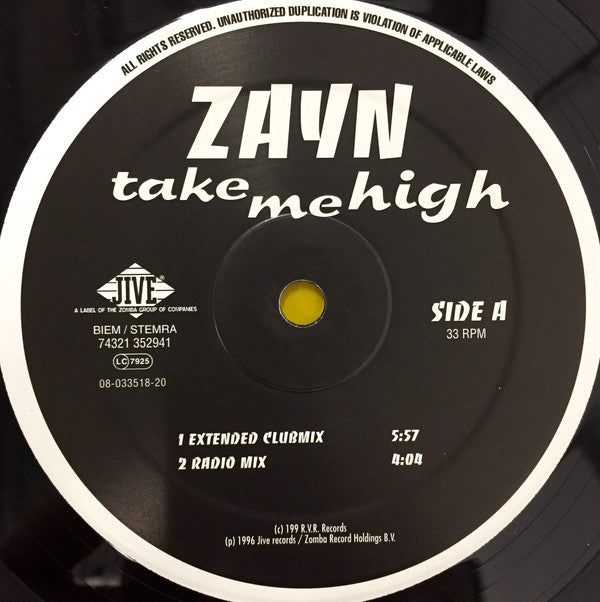 ALL RIGHTS RESERVED. UNAUTHORIZED DUPLICATION IS VIOLATION OF APPLICABLE LAWS
ZAYN
take me high
JIVE®
A LABEL OF THE ZOMBA GROUP OF COMPANIES
BIEM / STEMRA
74321 352941
LC 7925
08-033518-20
SIDE A
33 RPM
1 EXTENDED CLUBMIX 5:57
2 RADIO MIX 4:04
(c) 199 R.V.R. Records
(p) 1996 Jive records / Zomba Record Holdings B.V.